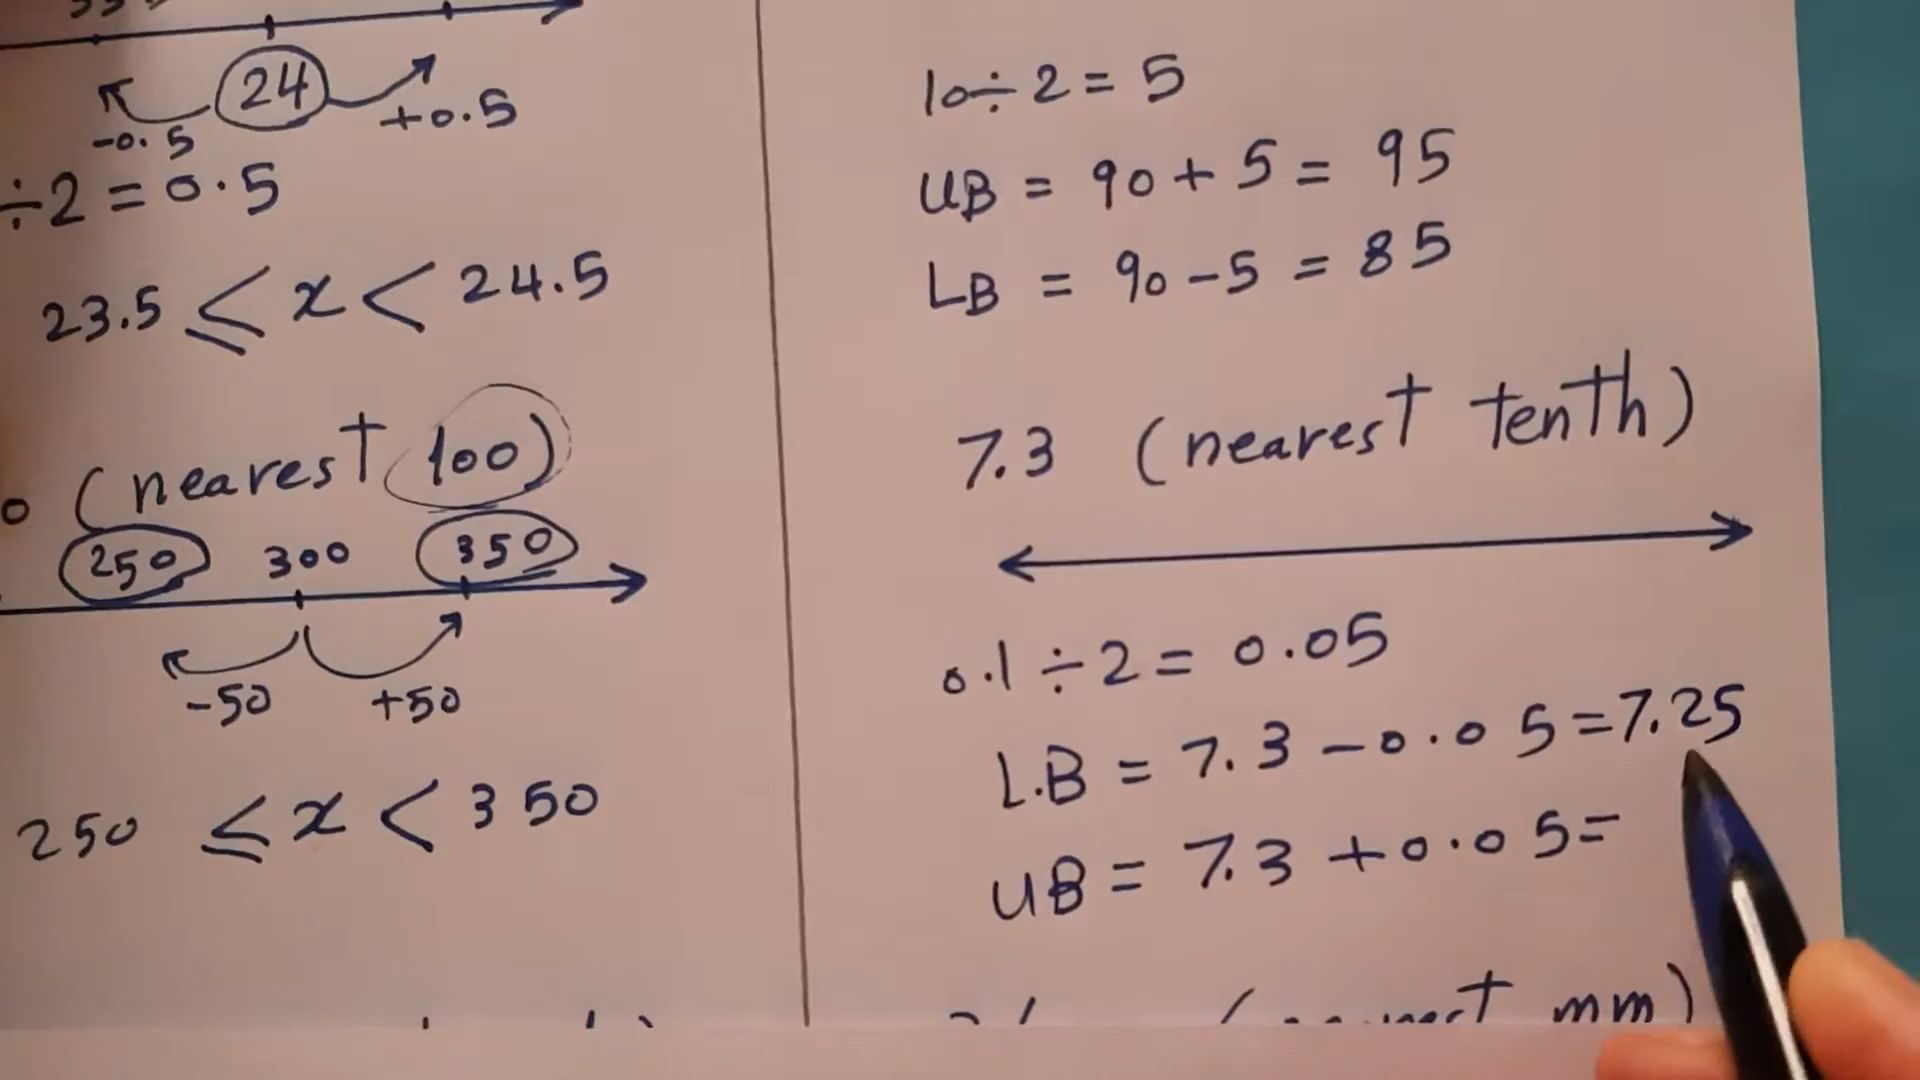 24
-0.5 +0.5
÷2 = 0.5
23.5 ≤ x < 24.5
0 (nearest 100)
250 300 350
-50 +50
250 ≤ x < 350
10÷2 = 5
UB = 90 + 5 = 95
LB = 90 - 5 = 85
7.3 (nearest tenth)
0.1 ÷ 2 = 0.05
L.B = 7.3 - 0.05 = 7.25
UB = 7.3 + 0.05 =
mm)